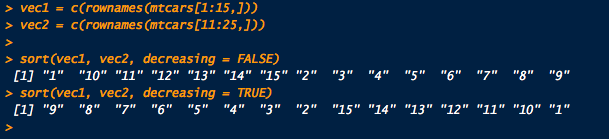 > vec1 = c(rownames(mtcars[1:15,]))
> vec2 = c(rownames(mtcars[11:25,]))
>
> sort(vec1, vec2, decreasing = FALSE)
[1] "1" "10" "11" "12" "13" "14" "15" "2" "3" "4" "5" "6" "7" "8" "9"
> sort(vec1, vec2, decreasing = TRUE)
[1] "9" "8" "7" "6" "5" "4" "3" "2" "15" "14" "13" "12" "11" "10" "1"
>